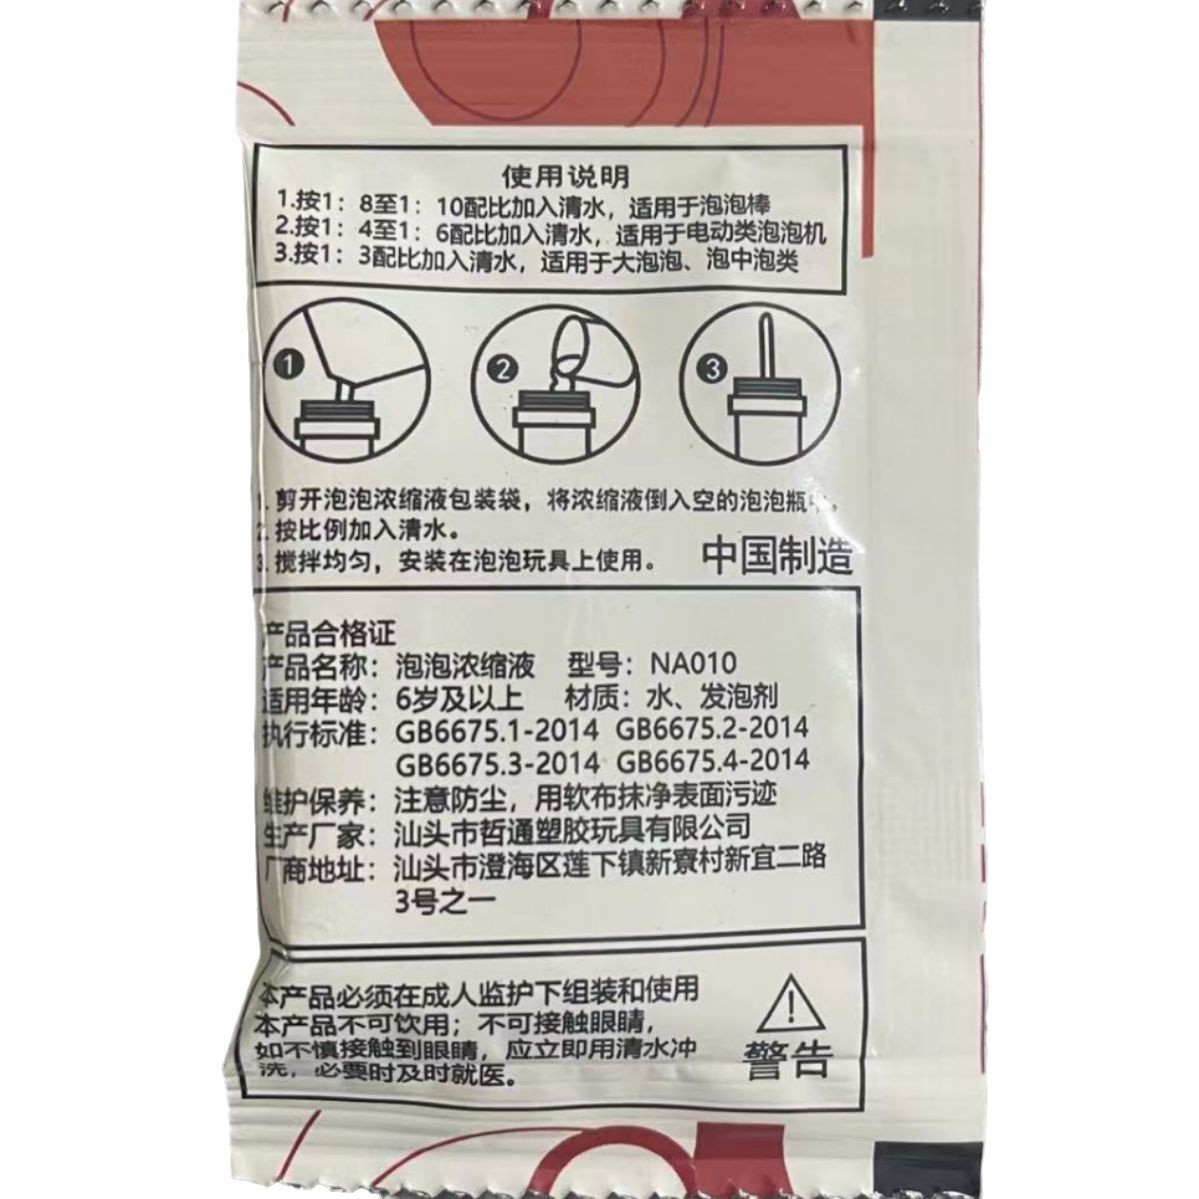 使用说明
1.按1：8至1：10配比加入清水，适用于泡泡棒
2.按1：4至1：6配比加入清水，适用于电动类泡泡机
3.按1：3配比加入清水，适用于大泡泡、泡中泡类
1 2 3
1. 剪开泡泡浓缩液包装袋，将浓缩液倒入空的泡泡瓶中。
2. 按比例加入清水。
3. 搅拌均匀，安装在泡泡玩具上使用。
中国制造
产品合格证
产品名称：泡泡浓缩液 型号：NA010
适用年龄：6岁及以上 材质：水、发泡剂
执行标准：GB6675.1-2014 GB6675.2-2014
GB6675.3-2014 GB6675.4-2014
维护保养：注意防尘，用软布抹净表面污迹
生产厂家：汕头市哲通塑胶玩具有限公司
厂商地址：汕头市澄海区莲下镇新寮村新宜二路
3号之一
本产品必须在成人监护下组装和使用
本产品不可饮用；不可接触眼睛，
如不慎接触到眼睛，应立即用清水冲
洗，必要时及时就医。
警告